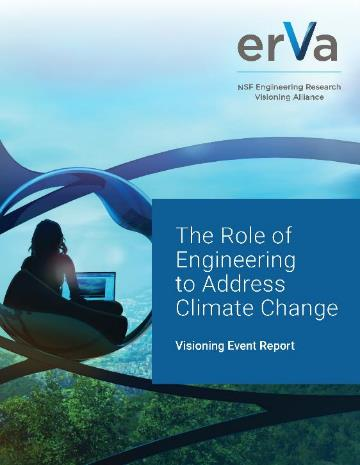 erVa
NSF Engineering Research
Visioning Alliance
The Role of
Engineering
to Address
Climate Change
Visioning Event Report